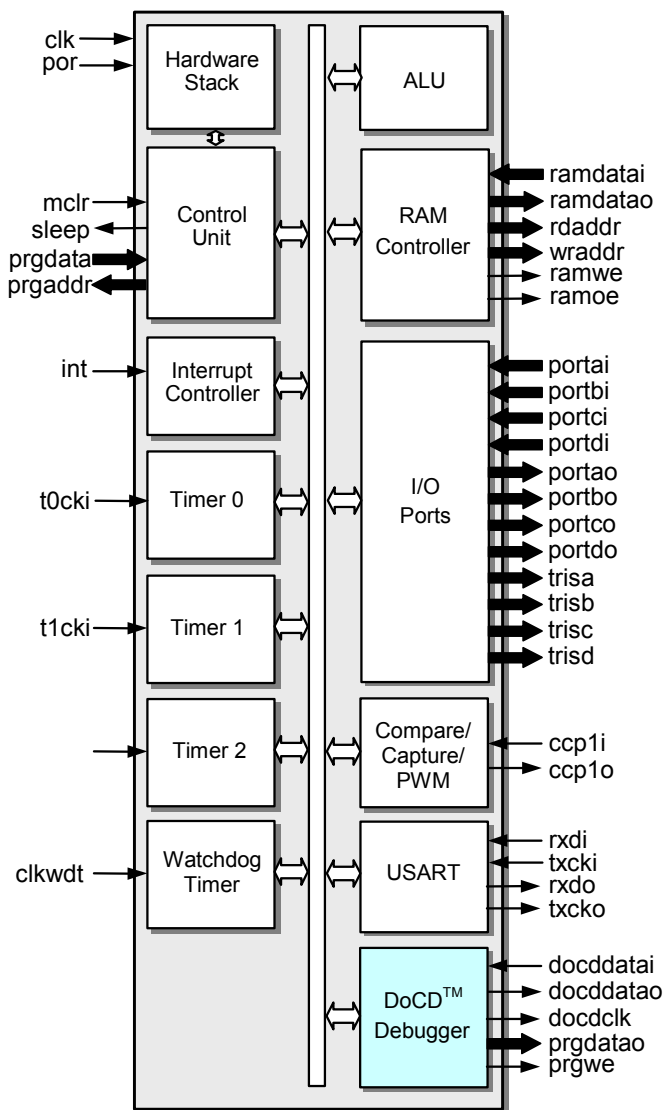 clk
por
Hardware
Stack
ALU
mclr
sleep
prgdata
prgaddr
Control
Unit
RAM
Controller
ramdatai
ramdatao
rdaddr
wraddr
ramwe
ramoe
int
Interrupt
Controller
t0cki
Timer 0
I/O
Ports
portai
portbi
portci
portdi
portao
portbo
portco
portdo
trisa
trisb
trisc
trisd
t1cki
Timer 1
Timer 2
Compare/
Capture/
PWM
ccp1i
ccp1o
clkwdt
Watchdog
Timer
USART
rxdi
txcki
rxdo
txcko
DoCD™
Debugger
docddatai
docddatao
docdclk
prgdatao
prgwe